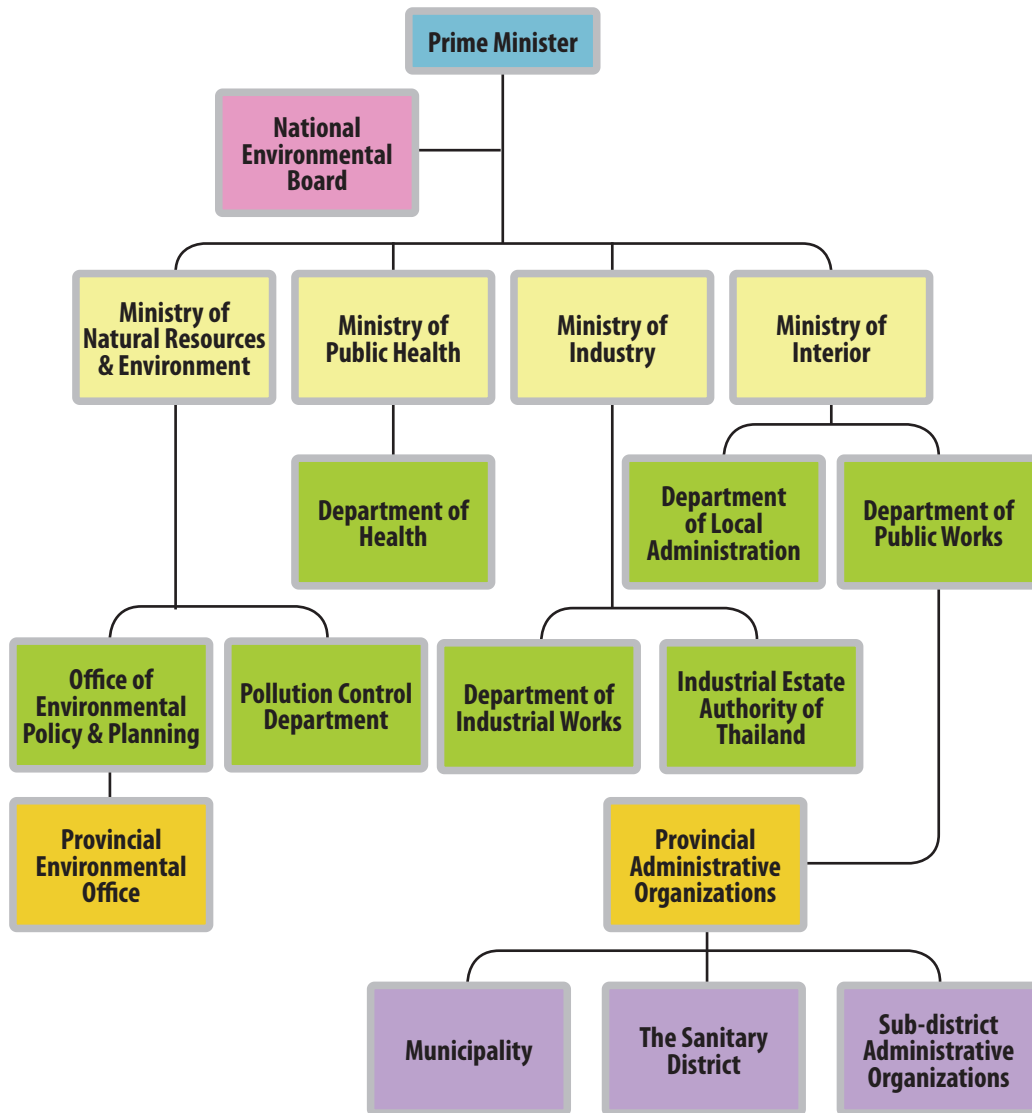 Prime Minister
National
Environmental
Board
Ministry of
Natural Resources
& Environment
Ministry of
Public Health
Ministry of
Industry
Ministry of
Interior
Department of
Health
Department
of Local
Administration
Department of
Public Works
Office of
Environmental
Policy & Planning
Pollution Control
Department
Department of
Industrial Works
Industrial Estate
Authority of
Thailand
Provincial
Environmental
Office
Provincial
Administrative
Organizations
Municipality
The Sanitary
District
Sub-district
Administrative
Organizations